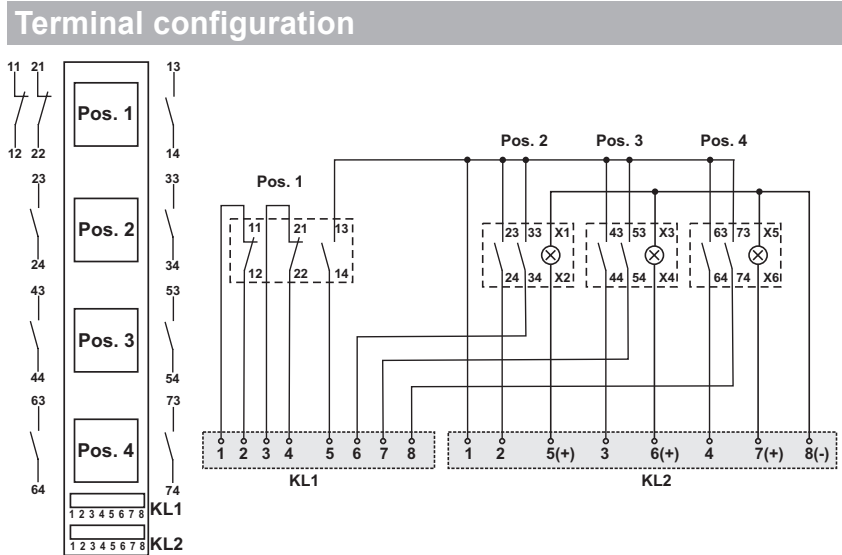 Terminal configuration
11 21 13
Pos. 1
12 22 14
23 33
Pos. 2
24 34
43 53
Pos. 3
44 54
63 73
Pos. 4
64 74
1 2 3 4 5 6 7 8 KL1
1 2 3 4 5 6 7 8 KL2
Pos. 2 Pos. 3 Pos. 4
Pos. 1
11 21 13 23 33 X1 43 53 X3 63 73 X5
12 22 14 24 34 X2 44 54 X4 64 74 X6
1 2 3 4 5 6 7 8 1 2 5(+) 3 6(+) 4 7(+) 8(-)
KL1 KL2